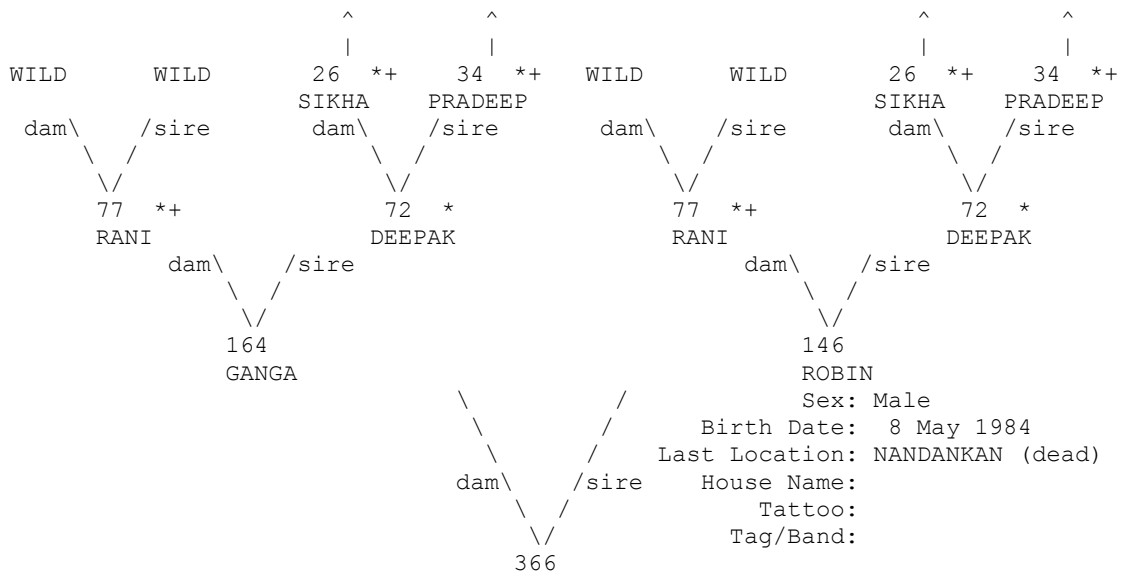 ^ ^ ^ ^
| | | |
WILD WILD 26 *+ 34 *+ WILD WILD 26 *+ 34 *+
SIKHA PRADEEP SIKHA PRADEEP
dam\ /sire dam\ /sire dam\ /sire dam\ /sire
\ / \ / \ / \ /
\/ \/ \/ \/
77 *+ 72 * 77 *+ 72 *
RANI DEEPAK RANI DEEPAK
dam\ /sire dam\ /sire
\ / \ /
\/ \/
164 146
GANGA ROBIN
\ / Sex: Male
\ / Birth Date: 8 May 1984
\ / Last Location: NANDANKAN (dead)
dam\ /sire House Name:
\ / Tattoo:
\/ Tag/Band:
366